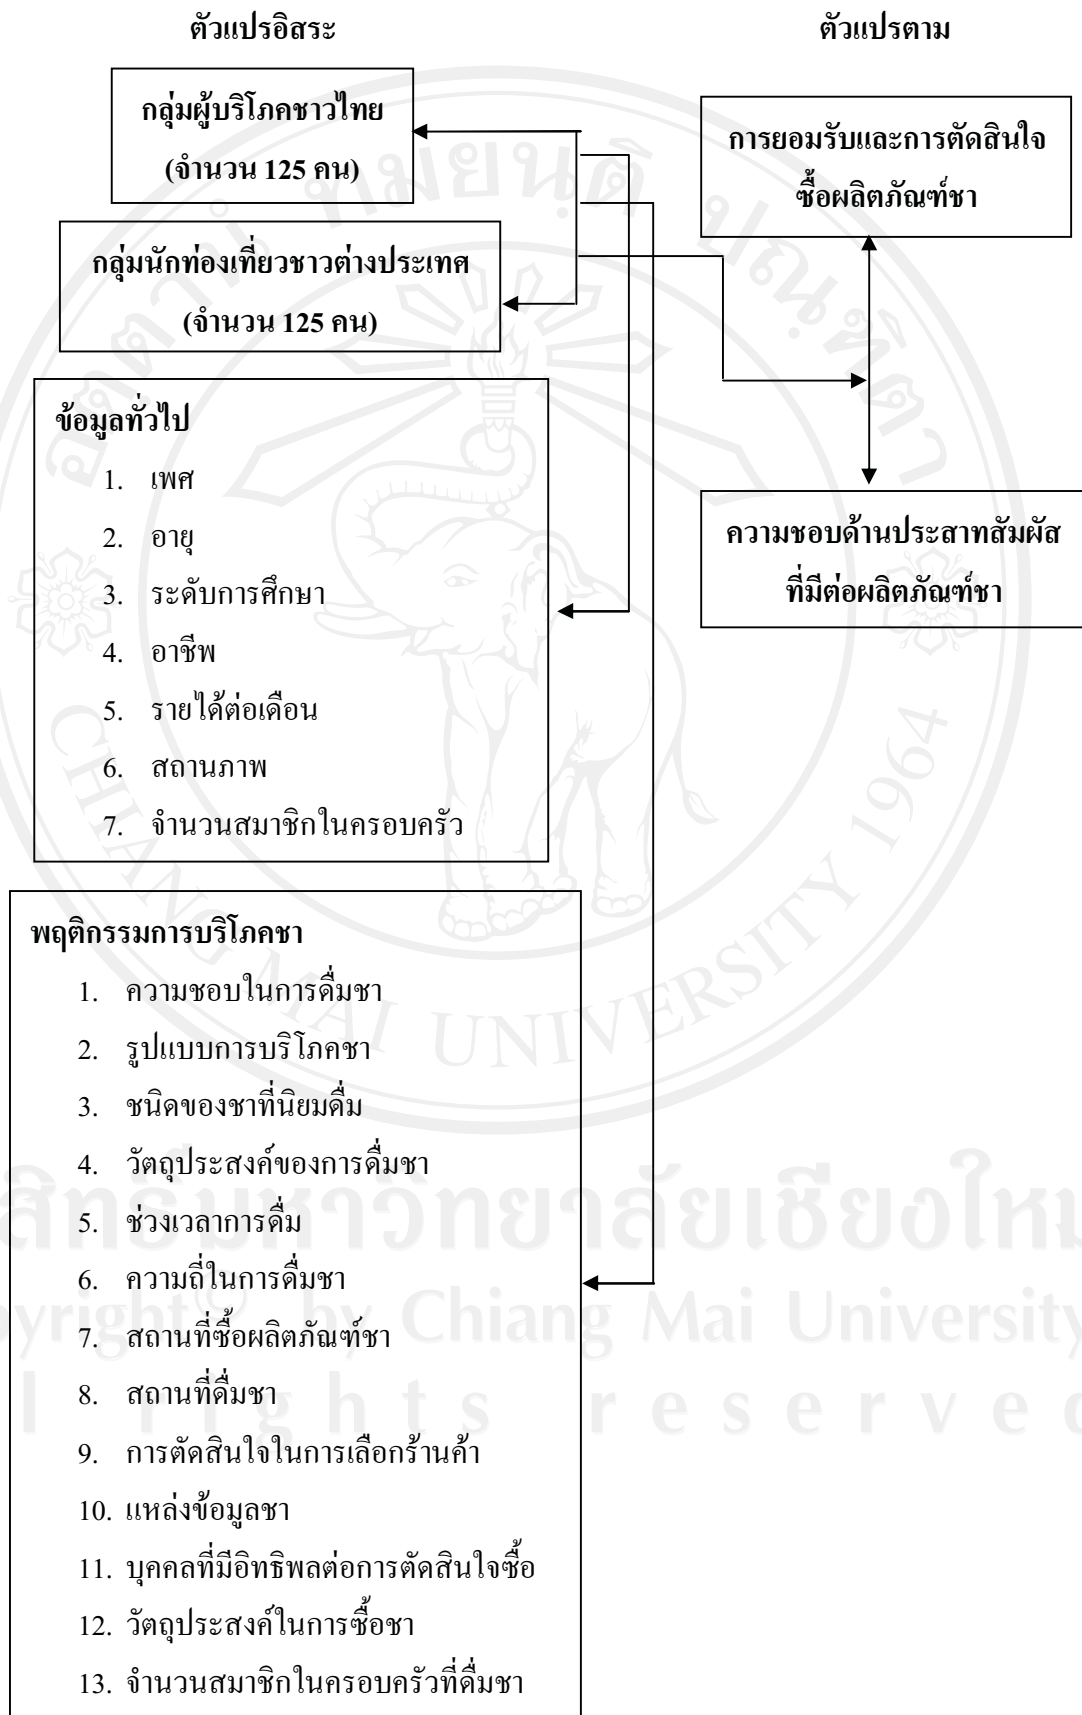 ตัวแปรอิสระ
ตัวแปรตาม
กลุ่มผู้บริโภคชาวไทย
(จำนวน 125 คน)
การยอมรับและการตัดสินใจ
ซื้อผลิตภัณฑ์ชา
กลุ่มนักท่องเที่ยวชาวต่างประเทศ
(จำนวน 125 คน)
ข้อมูลทั่วไป
1. เพศ
2. อายุ
3. ระดับการศึกษา
4. อาชีพ
5. รายได้ต่อเดือน
6. สถานภาพ
7. จำนวนสมาชิกในครอบครัว
ความชอบด้านประสาทสัมผัส
ที่มีต่อผลิตภัณฑ์ชา
พฤติกรรมการบริโภคชา
1. ความชอบในการดื่มชา
2. รูปแบบการบริโภคชา
3. ชนิดของชาที่นิยมดื่ม
4. วัตถุประสงค์ของการดื่มชา
5. ช่วงเวลาการดื่ม
6. ความถี่ในการดื่มชา
7. สถานที่ซื้อผลิตภัณฑ์ชา
8. สถานที่ดื่มชา
9. การตัดสินใจในการเลือกร้านค้า
10. แหล่งข้อมูลชา
11. บุคคลที่มีอิทธิพลต่อการตัดสินใจซื้อ
12. วัตถุประสงค์ในการซื้อชา
13. จำนวนสมาชิกในครอบครัวที่ดื่มชา
CHIANG MAI UNIVERSITY 1964
by Chiang Mai University
rights reserved